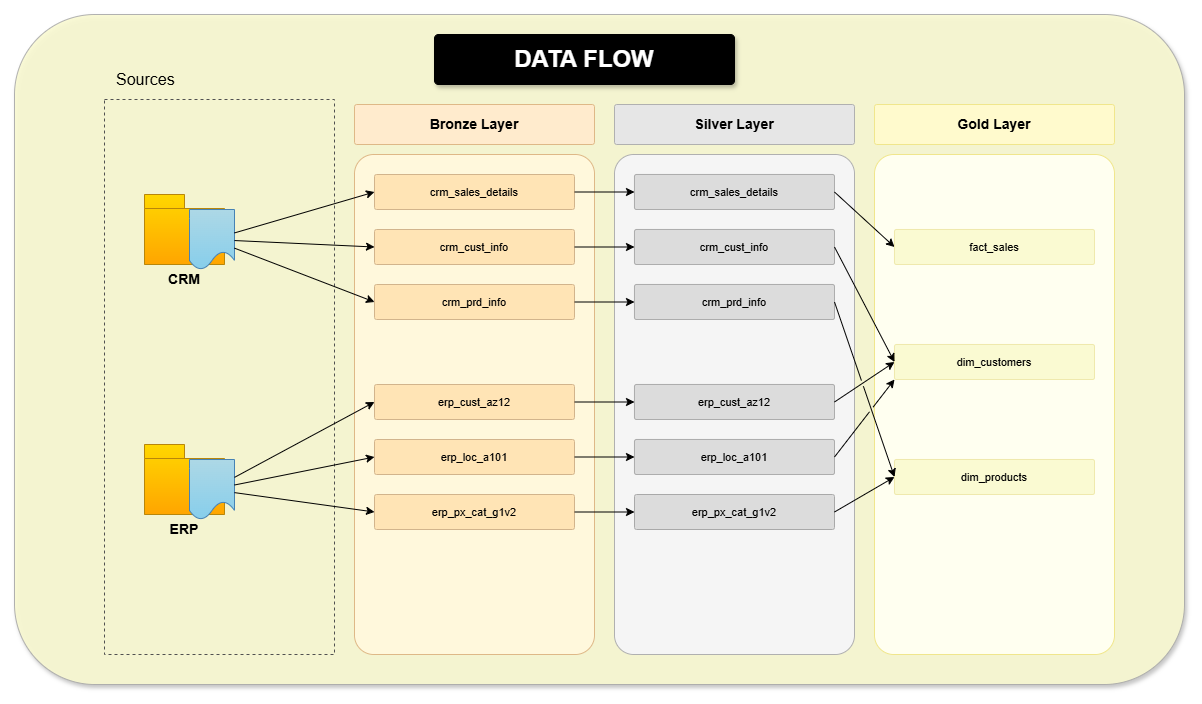 DATA FLOW
Sources
Bronze Layer
Silver Layer
Gold Layer
crm_sales_details
crm_sales_details
crm_cust_info
crm_cust_info
fact_sales
CRM
crm_prd_info
crm_prd_info
dim_customers
erp_cust_az12
erp_cust_az12
erp_loc_a101
erp_loc_a101
dim_products
erp_px_cat_g1v2
erp_px_cat_g1v2
ERP